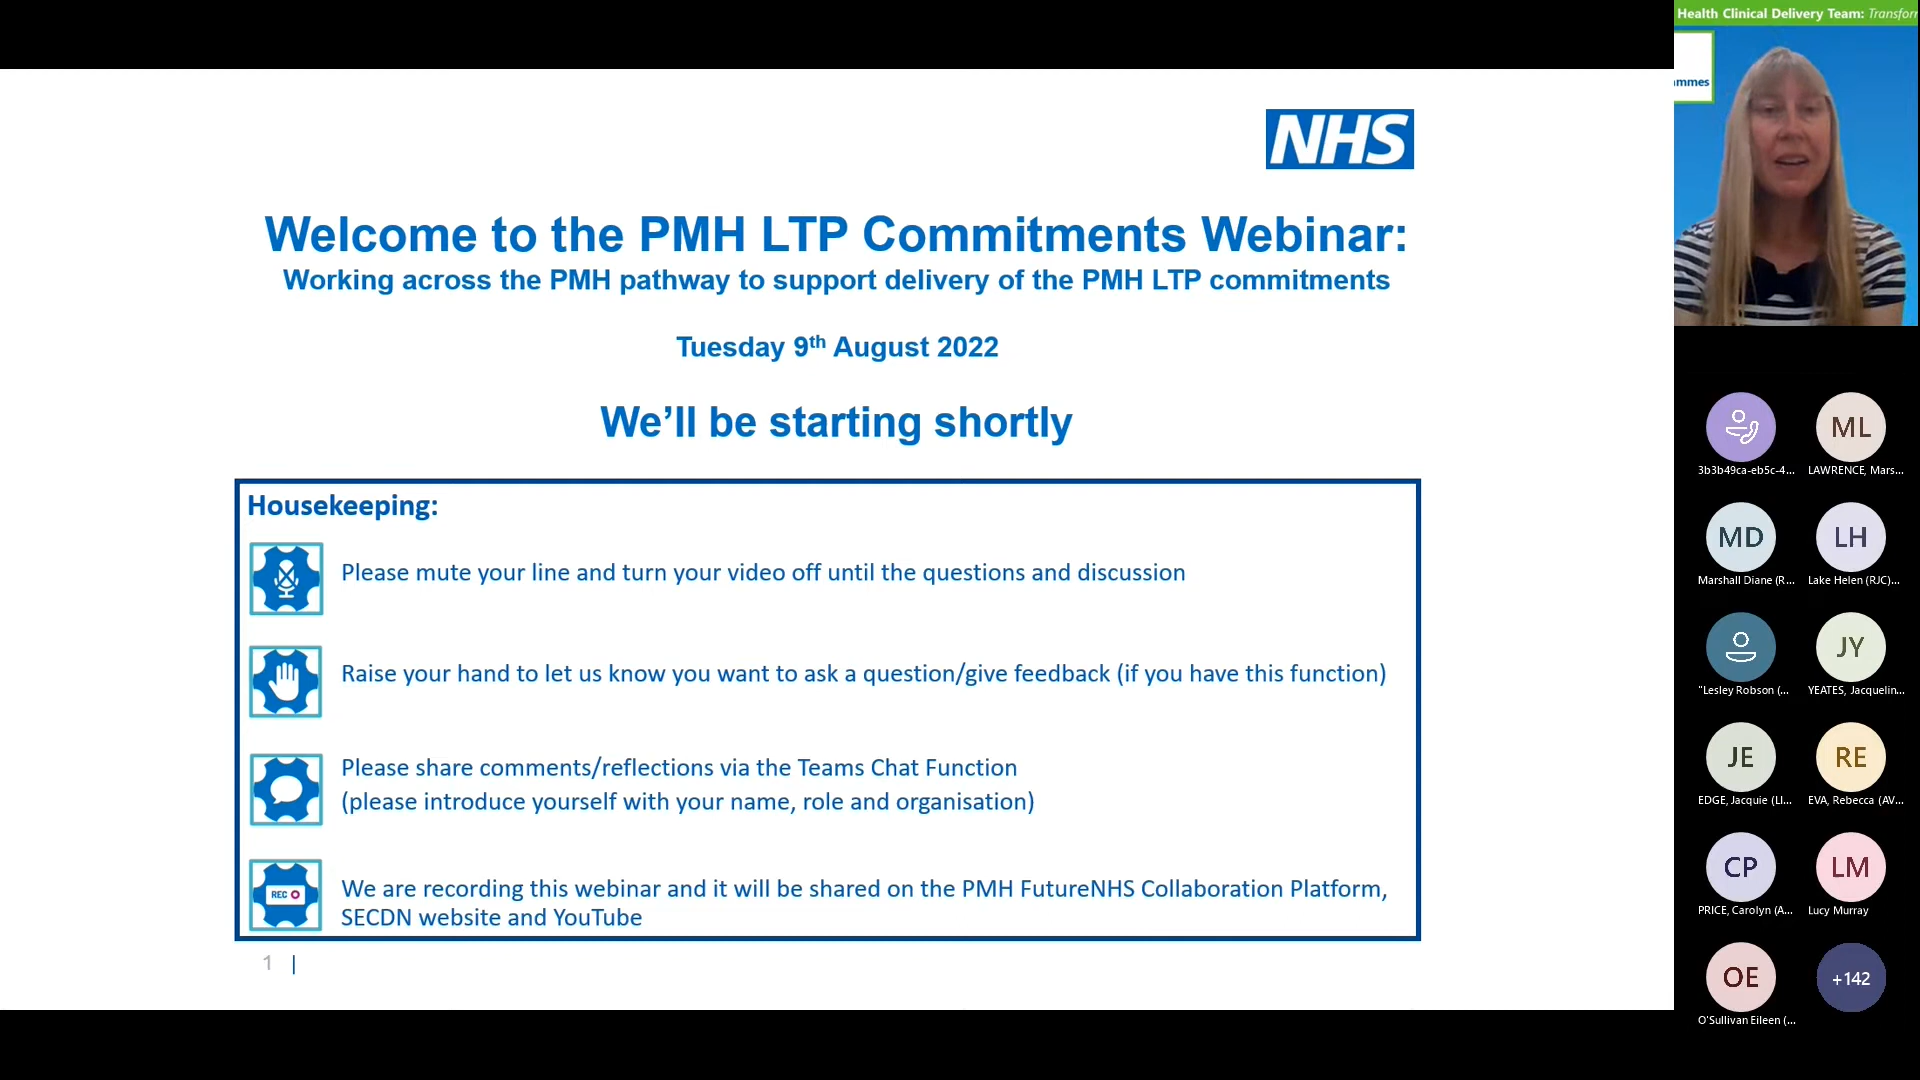 Health Clinical Delivery Team: Transfor
mmes
NHS
Welcome to the PMH LTP Commitments Webinar:
Working across the PMH pathway to support delivery of the PMH LTP commitments
Tuesday 9th August 2022
We’ll be starting shortly
Housekeeping:
Please mute your line and turn your video off until the questions and discussion
Raise your hand to let us know you want to ask a question/give feedback (if you have this function)
Please share comments/reflections via the Teams Chat Function
(please introduce yourself with your name, role and organisation)
REC
We are recording this webinar and it will be shared on the PMH FutureNHS Collaboration Platform,
SECDN website and YouTube
1 |
ML
3b3b49ca-eb5c-4... LAWRENCE, Mars...
MD LH
Marshall Diane (R... Lake Helen (RJC)...
JY
"Lesley Robson (... YEATES, Jacquelin...
JE RE
EDGE, Jacquie (LI... EVA, Rebecca (AV...
CP LM
PRICE, Carolyn (A... Lucy Murray
OE +142
O'Sullivan Eileen (...